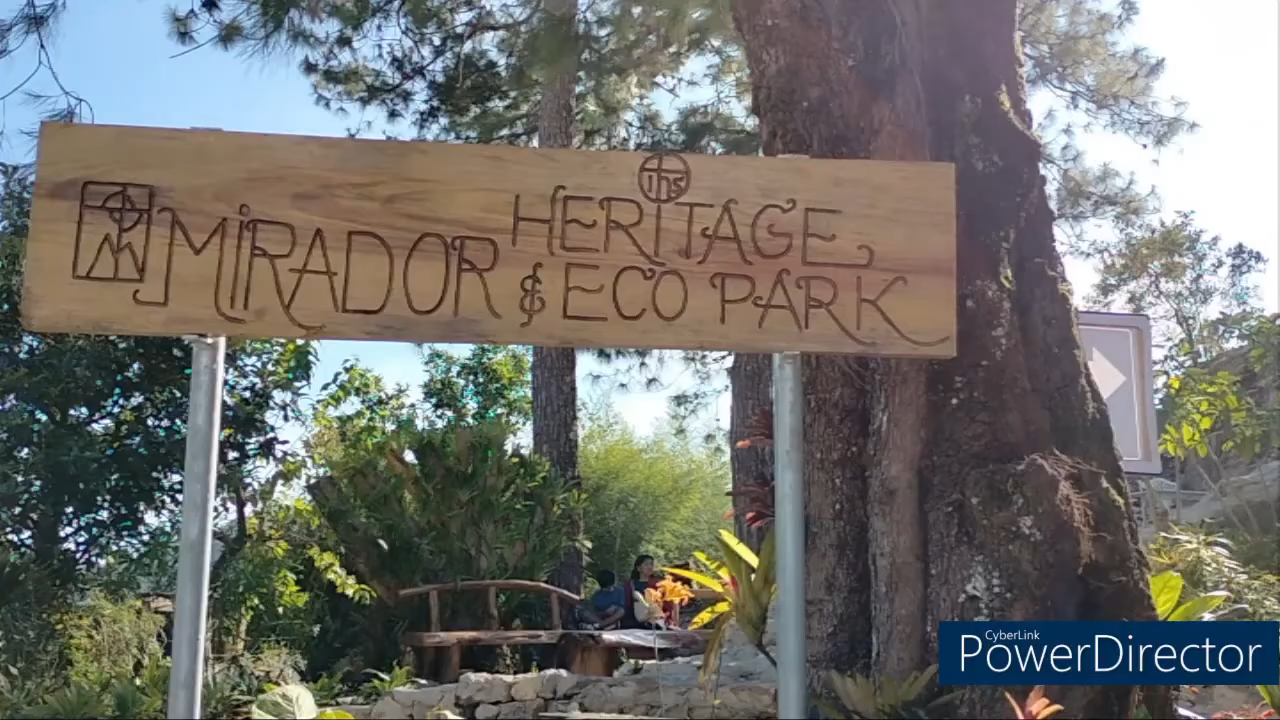 ihs
MiRADOR HERITAGE
& ECO PARK
CyberLink
PowerDirector